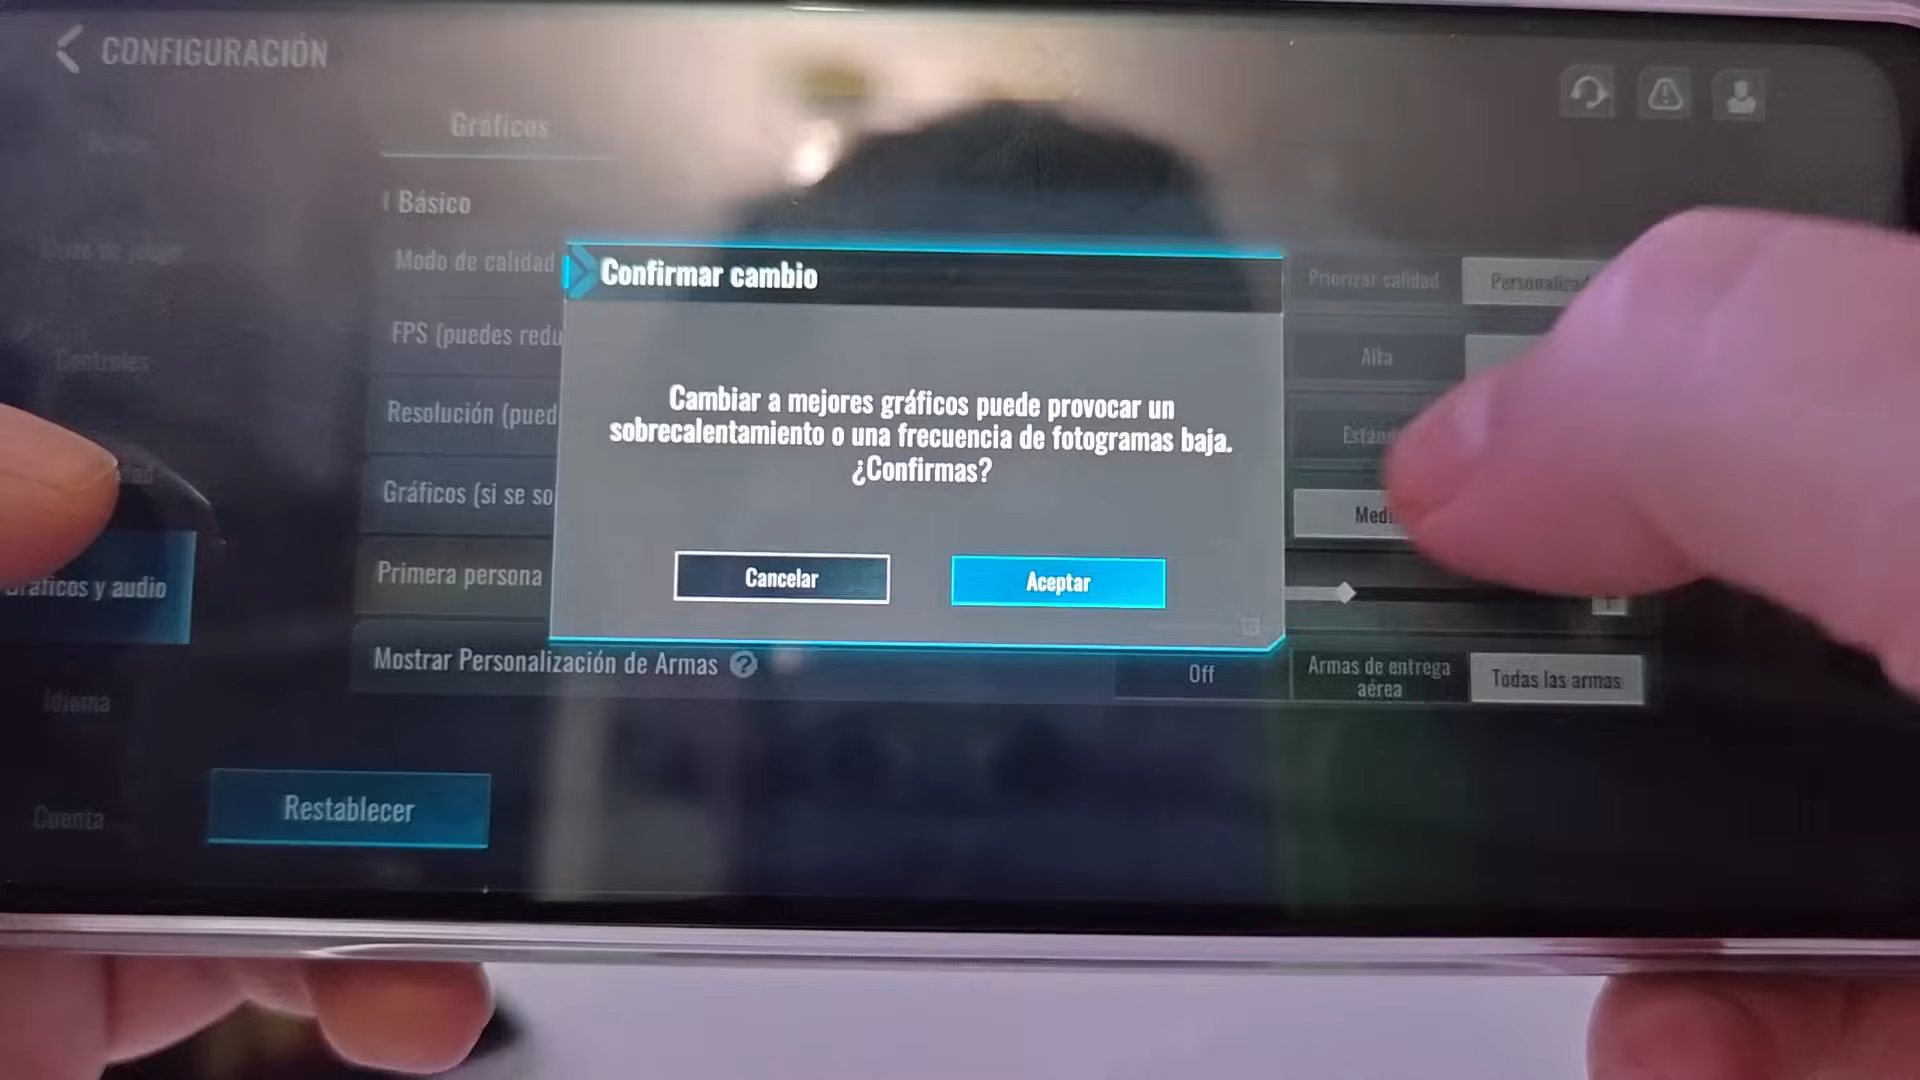 CONFIGURACIÓN
Gráficos
Básico
Modo de calidad
Priorizar calidad
FPS (puedes redu
Alta
Resolución (pued
Gráficos (si se so
Primera persona
Mostrar Personalización de Armas ?
Off
Armas de entrega
aérea
Todas las armas
Confirmar cambio
Cambiar a mejores gráficos puede provocar un
sobrecalentamiento o una frecuencia de fotogramas baja.
¿Confirmas?
Cancelar
Aceptar
Controles
y audio
Idioma
Cuenta
Restablecer